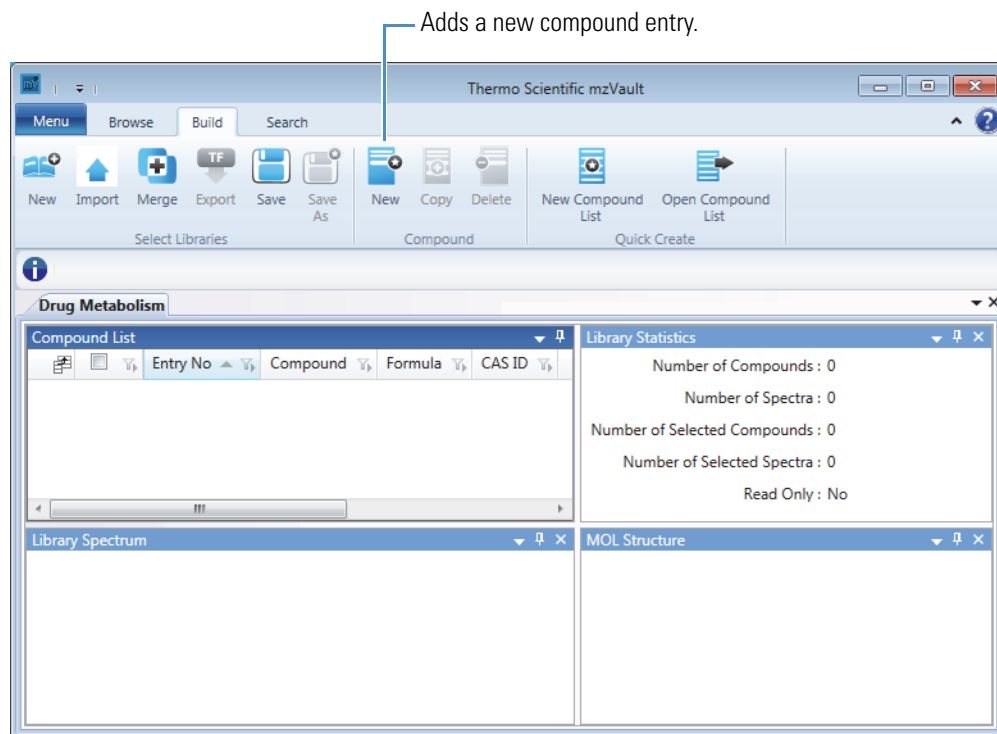 Adds a new compound entry.
Thermo Scientific mzVault
Menu Browse Build Search
New Import Merge TF Export Save Save As New Copy Delete New Compound List Open Compound List
Select Libraries Compound Quick Create
Drug Metabolism
Compound List
Entry No Compound Formula CAS ID
Library Statistics
Number of Compounds : 0
Number of Spectra : 0
Number of Selected Compounds : 0
Number of Selected Spectra : 0
Read Only : No
Library Spectrum
MOL Structure